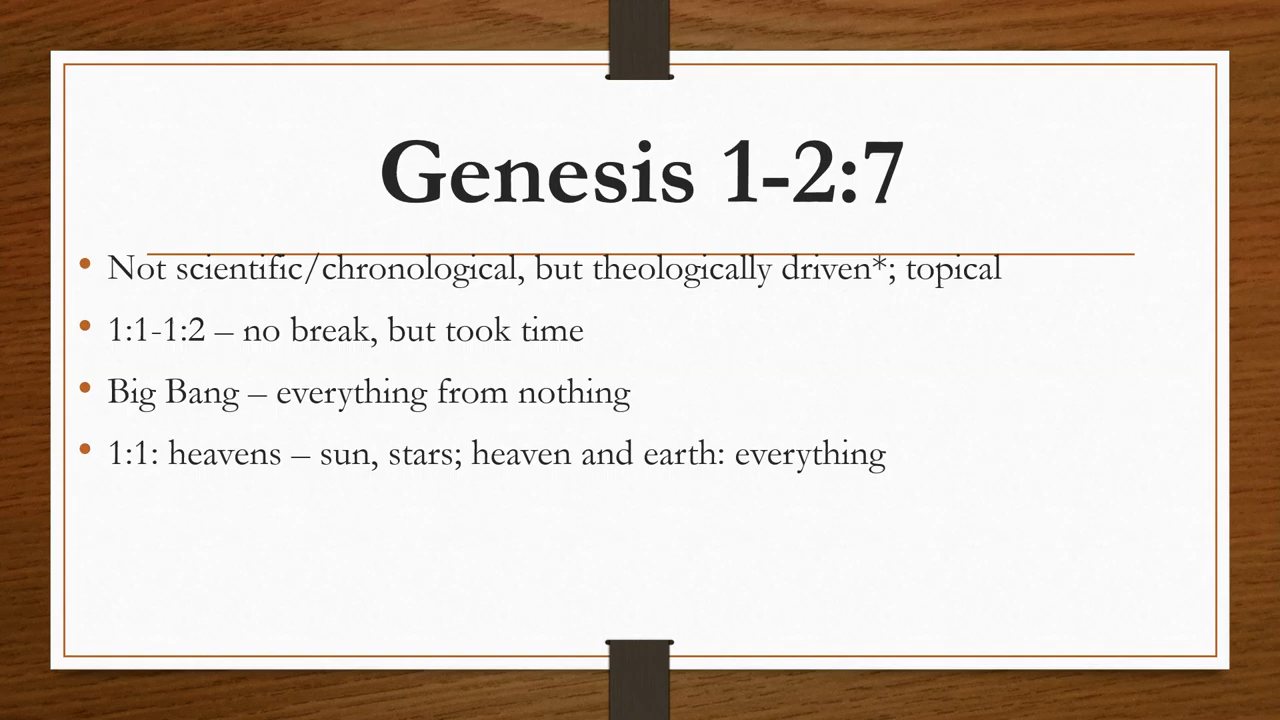 Genesis 1-2:7
• Not scientific/chronological, but theologically driven*; topical
• 1:1-1:2 – no break, but took time
• Big Bang – everything from nothing
• 1:1: heavens – sun, stars; heaven and earth: everything